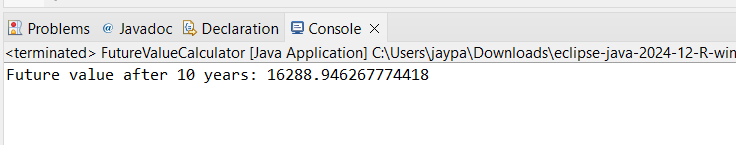 Problems @ Javadoc Declaration Console
<terminated> FutureValueCalculator [Java Application] C:\Users\jaypa\Downloads\eclipse-java-2024-12-R-win
Future value after 10 years: 16288.946267774418